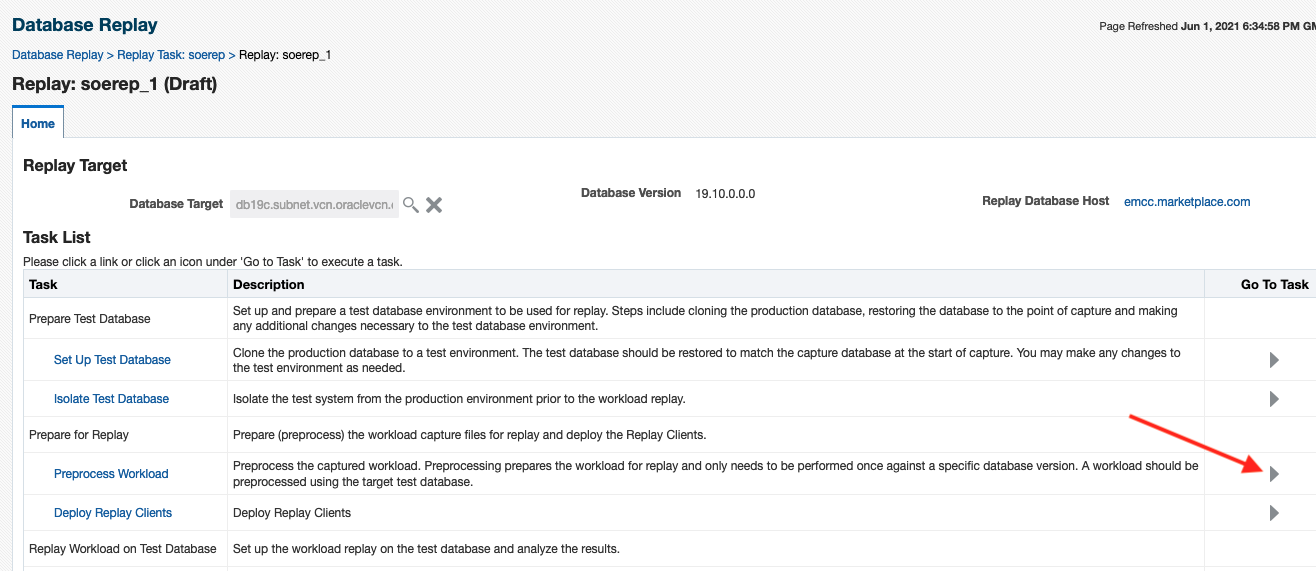 Database Replay
Page Refreshed Jun 1, 2021 6:34:58 PM GM
Database Replay > Replay Task: soerep > Replay: soerep_1
Replay: soerep_1 (Draft)
Home
Replay Target
Database Target db19c.subnet.vcn.oraclevcn.c
Database Version 19.10.0.0.0
Replay Database Host emcc.marketplace.com
Task List
Please click a link or click an icon under 'Go to Task' to execute a task.
Task Description Go To Task
Prepare Test Database
Set up and prepare a test database environment to be used for replay. Steps include cloning the production database, restoring the database to the point of capture and making
any additional changes necessary to the test database environment.
Set Up Test Database
Clone the production database to a test environment. The test database should be restored to match the capture database at the start of capture. You may make any changes to
the test environment as needed.
Isolate Test Database
Isolate the test system from the production environment prior to the workload replay.
Prepare for Replay
Prepare (preprocess) the workload capture files for replay and deploy the Replay Clients.
Preprocess Workload
Preprocess the captured workload. Preprocessing prepares the workload for replay and only needs to be performed once against a specific database version. A workload should be
preprocessed using the target test database.
Deploy Replay Clients
Deploy Replay Clients
Replay Workload on Test Database
Set up the workload replay on the test database and analyze the results.